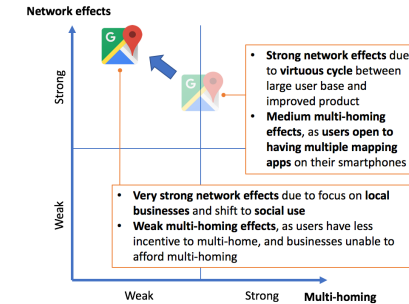 Network effects
G
G
Strong
• Strong network effects due
to virtuous cycle between
large user base and
improved product
• Medium multi-homing
effects, as users open to
having multiple mapping
apps on their smartphones
Weak
• Very strong network effects due to focus on local
businesses and shift to social use
• Weak multi-homing effects, as users have less
incentive to multi-home, and businesses unable to
afford multi-homing
Weak
Strong
Multi-homing